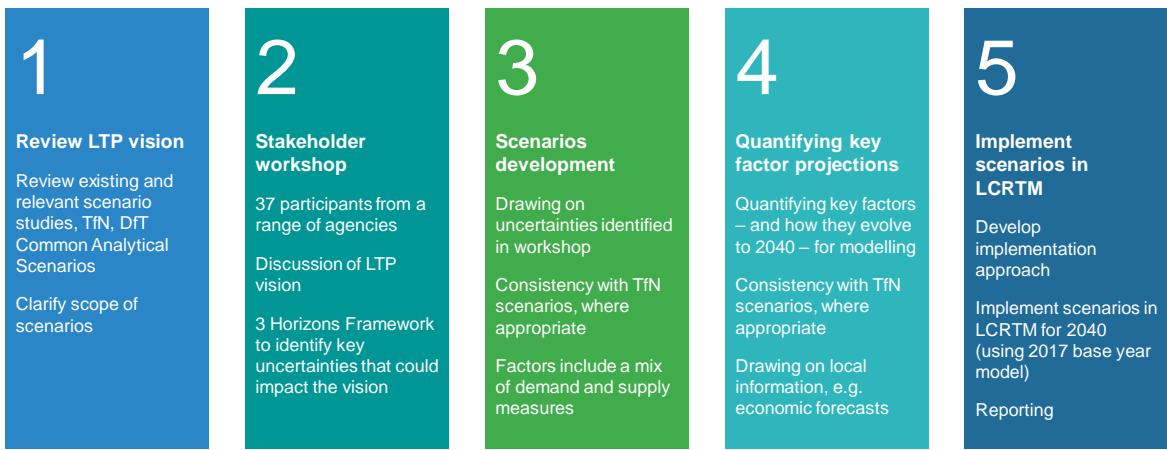 1
Review LTP vision
Review existing and
relevant scenario
studies, TfN, DfT
Common Analytical
Scenarios
Clarify scope of
scenarios
2
Stakeholder
workshop
37 participants from a
range of agencies
Discussion of LTP
vision
3 Horizons Framework
to identify key
uncertainties that could
impact the vision
3
Scenarios
development
Drawing on
uncertainties identified
in workshop
Consistency with TfN
scenarios, where
appropriate
Factors include a mix
of demand and supply
measures
4
Quantifying key
factor projections
Quantifying key factors
– and how they evolve
to 2040 – for modelling
Consistency with TfN
scenarios, where
appropriate
Drawing on local
information, e.g.
economic forecasts
5
Implement
scenarios in
LCRTM
Develop
implementation
approach
Implement scenarios in
LCRTM for 2040
(using 2017 base year
model)
Reporting